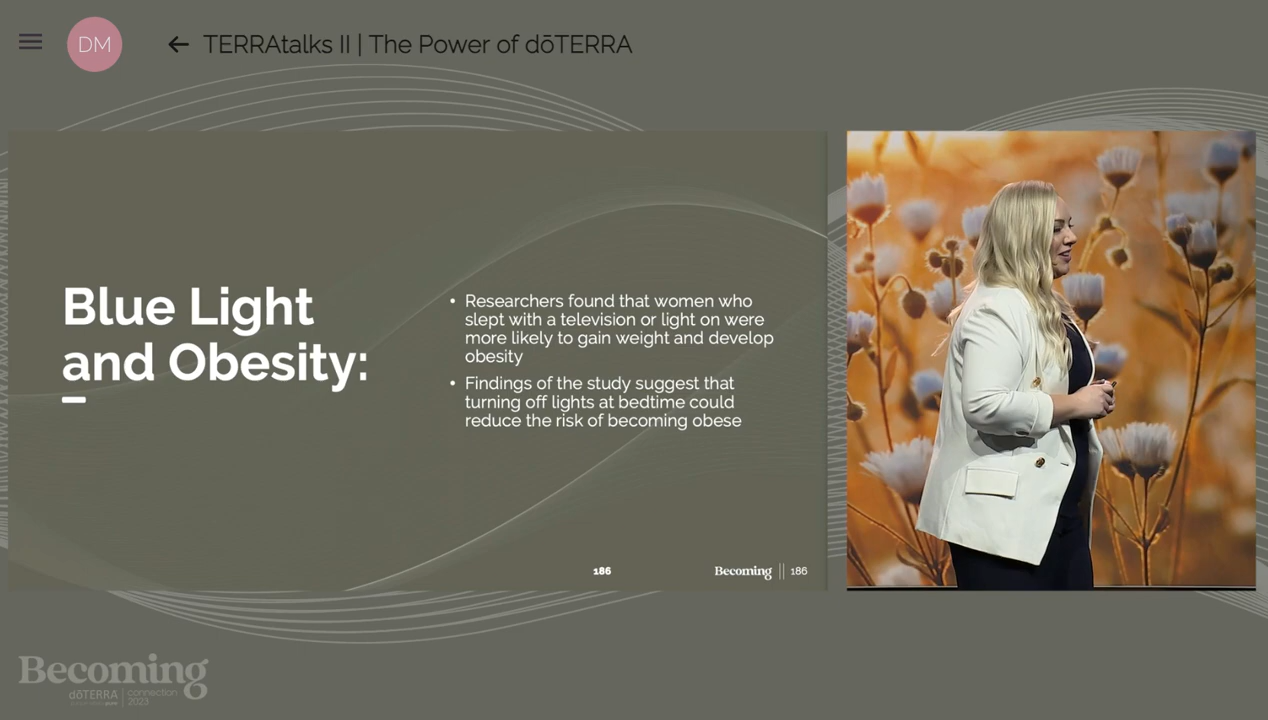 DM
← TERRAtalks II | The Power of dōTERRA
Blue Light
and Obesity:
• Researchers found that women who
slept with a television or light on were
more likely to gain weight and develop
obesity
• Findings of the study suggest that
turning off lights at bedtime could
reduce the risk of becoming obese
186
Becoming || 186
Becoming
dōTERRA | connection
2023